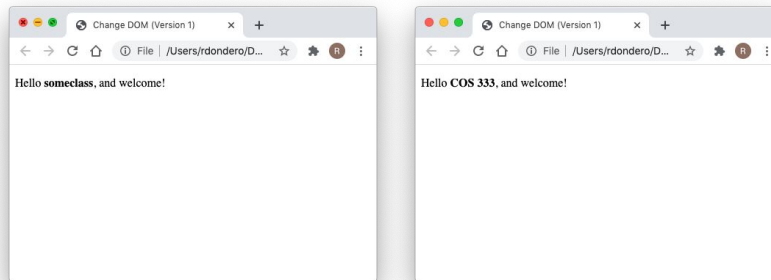 Change DOM (Version 1)
File | /Users/rdondero/D...
R
Hello someclass, and welcome!
Change DOM (Version 1)
File | /Users/rdondero/D...
R
Hello COS 333, and welcome!